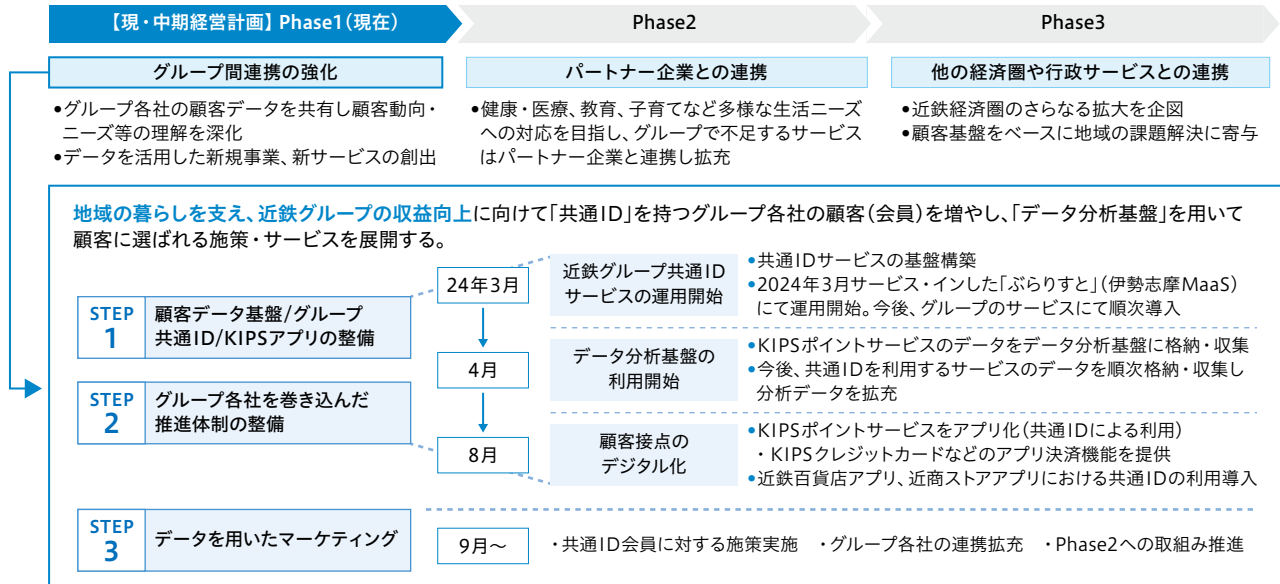 【現・中期経営計画】Phase1（現在）
Phase2
Phase3
グループ間連携の強化
•グループ各社の顧客データを共有し顧客動向・
ニーズ等の理解を深化
•データを活用した新規事業、新サービスの創出
パートナー企業との連携
•健康・医療、教育、子育てなど多様な生活ニーズ
への対応を目指し、グループで不足するサービス
はパートナー企業と連携し拡充
他の経済圏や行政サービスとの連携
•近鉄経済圏のさらなる拡大を企図
•顧客基盤をベースに地域の課題解決に寄与
地域の暮らしを支え、近鉄グループの収益向上に向けて「共通ID」を持つグループ各社の顧客（会員）を増やし、「データ分析基盤」を用いて
顧客に選ばれる施策・サービスを展開する。
STEP
1
顧客データ基盤/グループ
共通ID/KIPSアプリの整備
STEP
2
グループ各社を巻き込んだ
推進体制の整備
24年3月
近鉄グループ共通ID
サービスの運用開始
•共通IDサービスの基盤構築
•2024年3月サービス・インした「ぶらりすと」（伊勢志摩MaaS）
にて運用開始。今後、グループのサービスにて順次導入
4月
データ分析基盤の
利用開始
•KIPSポイントサービスのデータをデータ分析基盤に格納・収集
•今後、共通IDを利用するサービスのデータを順次格納・収集し
分析データを拡充
8月
顧客接点の
デジタル化
•KIPSポイントサービスをアプリ化（共通IDによる利用）
・KIPSクレジットカードなどのアプリ決済機能を提供
•近鉄百貨店アプリ、近商ストアアプリにおける共通IDの利用導入
STEP
3
データを用いたマーケティング
9月～
・共通ID会員に対する施策実施 ・グループ各社の連携拡充 ・Phase2への取組み推進